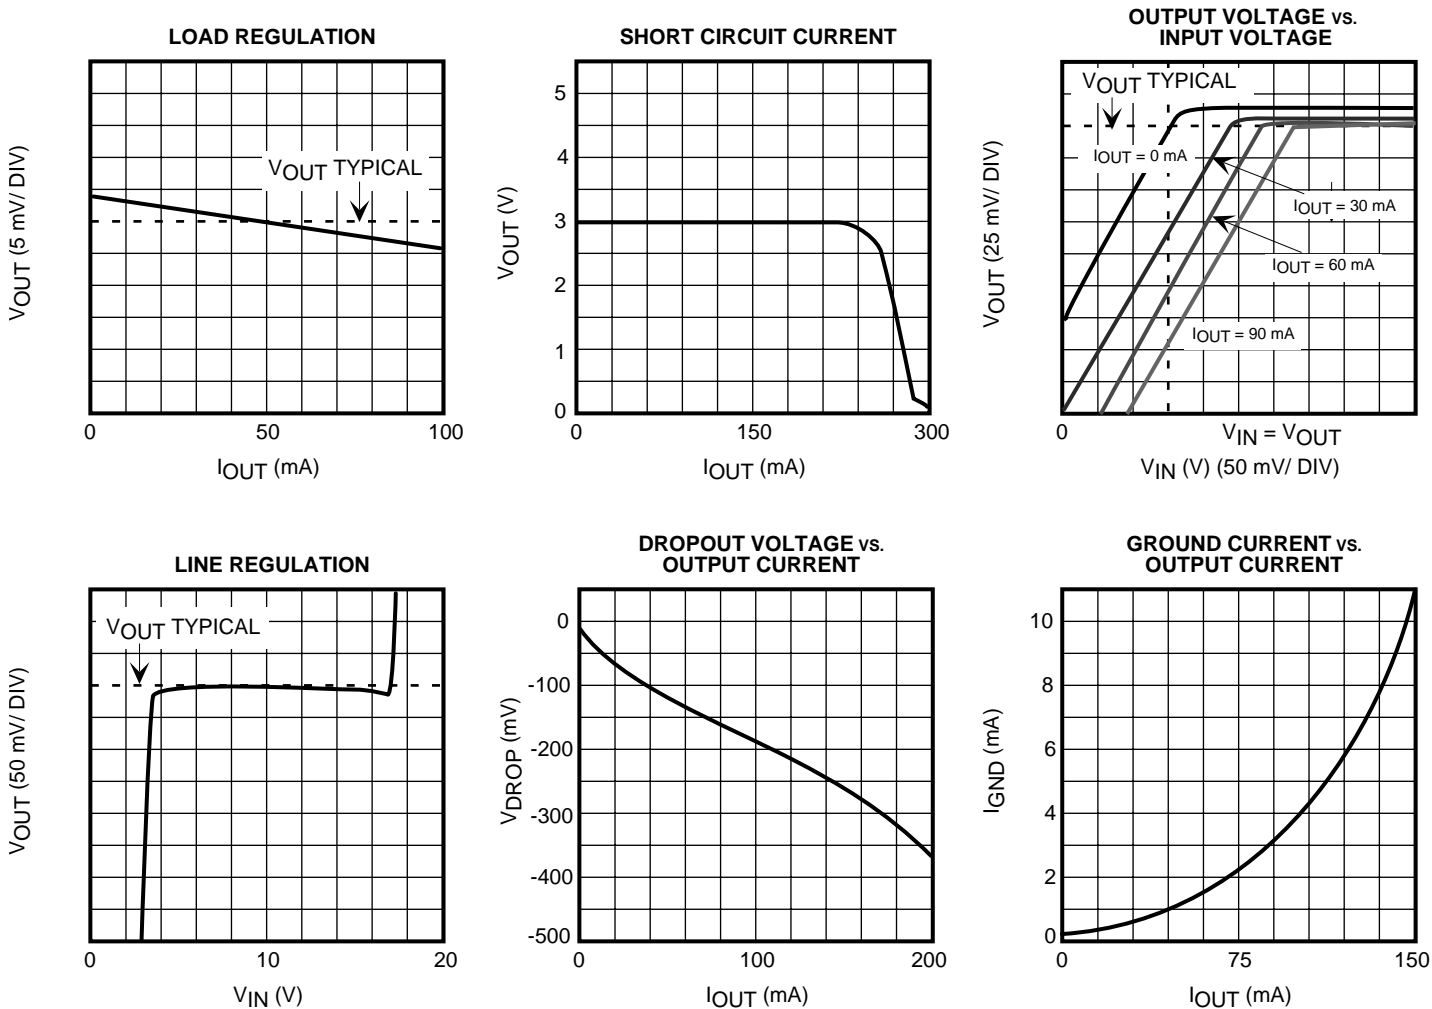 LOAD REGULATION
VOUT (5 mV/ DIV)
VOUT TYPICAL
0 50 100
IOUT (mA)
SHORT CIRCUIT CURRENT
VOUT (V)
5
4
3
2
1
0
0 150 300
IOUT (mA)
OUTPUT VOLTAGE VS.
INPUT VOLTAGE
VOUT (25 mV/ DIV)
VOUT TYPICAL
IOUT = 0 mA
IOUT = 30 mA
IOUT = 60 mA
IOUT = 90 mA
0 VIN = VOUT
VIN (V) (50 mV/ DIV)
LINE REGULATION
VOUT (50 mV/ DIV)
VOUT TYPICAL
0 10 20
VIN (V)
DROPOUT VOLTAGE VS.
OUTPUT CURRENT
VDROP (mV)
0
-100
-200
-300
-400
-500
0 100 200
IOUT (mA)
GROUND CURRENT VS.
OUTPUT CURRENT
IGND (mA)
10
8
6
4
2
0
0 75 150
IOUT (mA)